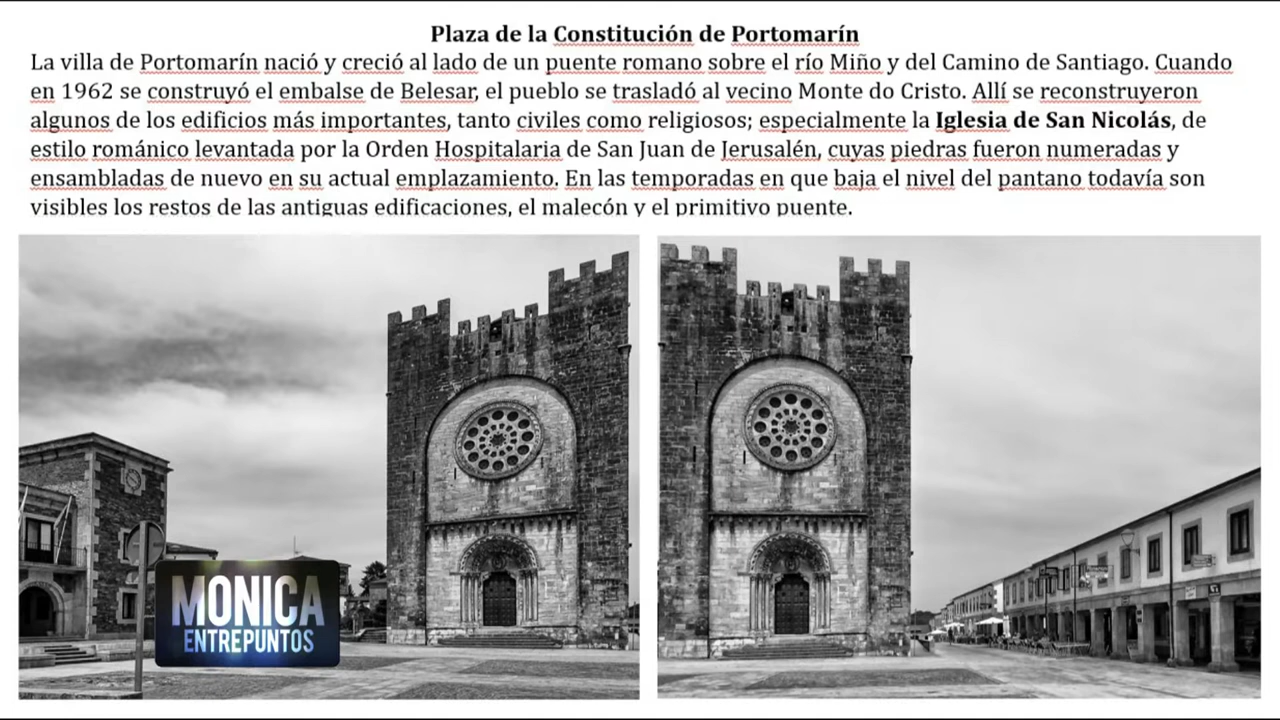 Plaza de la Constitución de Portomarín
La villa de Portomarín nació y creció al lado de un puente romano sobre el río Miño y del Camino de Santiago. Cuando
en 1962 se construyó el embalse de Belesar, el pueblo se trasladó al vecino Monte do Cristo. Allí se reconstruyeron
algunos de los edificios más importantes, tanto civiles como religiosos; especialmente la Iglesia de San Nicolás, de
estilo románico levantada por la Orden Hospitalaria de San Juan de Jerusalén, cuyas piedras fueron numeradas y
ensambladas de nuevo en su actual emplazamiento. En las temporadas en que baja el nivel del pantano todavía son
visibles los restos de las antiguas edificaciones, el malecón y el primitivo puente.
MONICA
ENTREPUNTOS